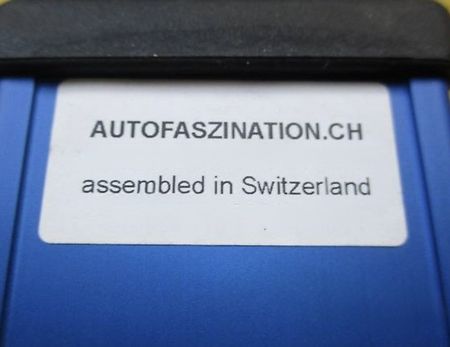 AUTOFASZINATION.CH
assembled in Switzerland